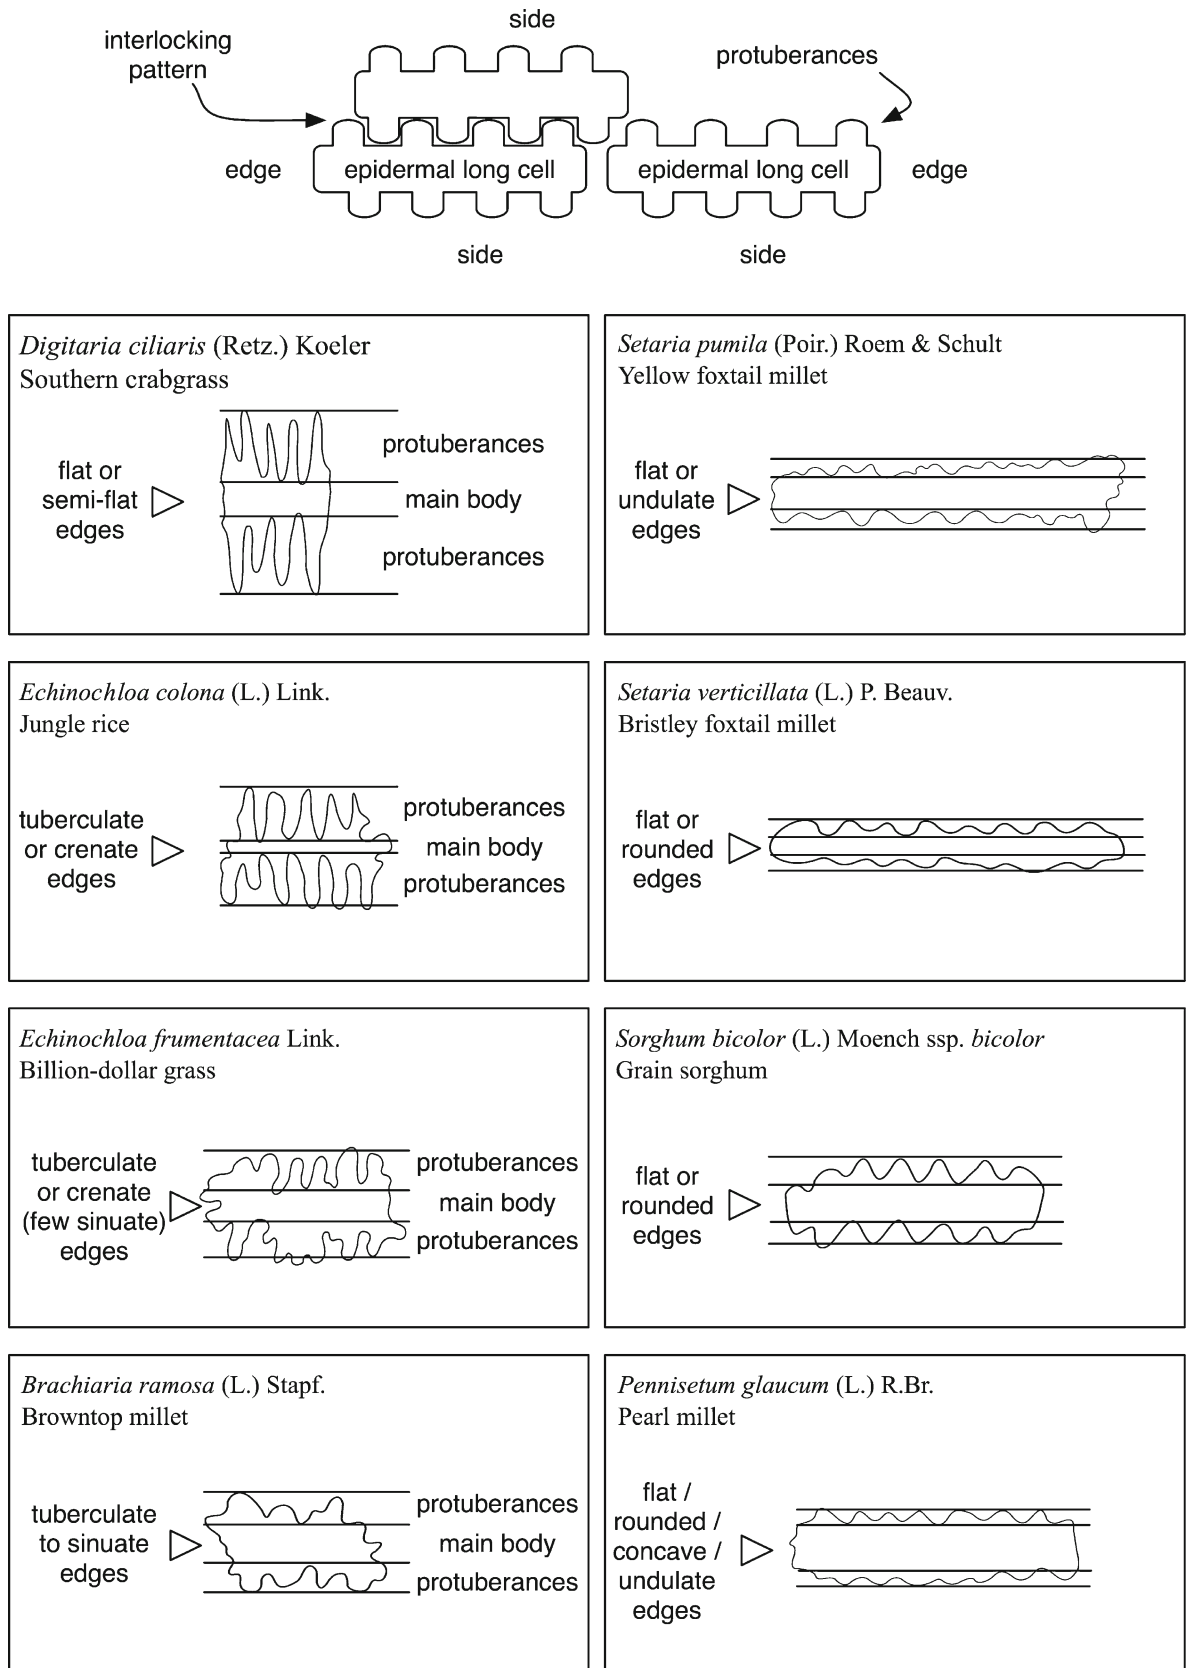 side
interlocking
pattern
protuberances
edge
epidermal long cell
epidermal long cell
edge
side
side
Digitaria ciliaris (Retz.) Koeler
Southern crabgrass
flat or
semi-flat
edges
protuberances
main body
protuberances
Setaria pumila (Poir.) Roem & Schult
Yellow foxtail millet
flat or
undulate
edges
Echinochloa colona (L.) Link.
Jungle rice
tuberculate
or crenate
edges
protuberances
main body
protuberances
Setaria verticillata (L.) P. Beauv.
Bristley foxtail millet
flat or
rounded
edges
Echinochloa frumentacea Link.
Billion-dollar grass
tuberculate
or crenate
(few sinuate)
edges
protuberances
main body
protuberances
Sorghum bicolor (L.) Moench ssp. bicolor
Grain sorghum
flat or
rounded
edges
Brachiaria ramosa (L.) Stapf.
Browntop millet
tuberculate
to sinuate
edges
protuberances
main body
protuberances
Pennisetum glaucum (L.) R.Br.
Pearl millet
flat /
rounded /
concave /
undulate
edges